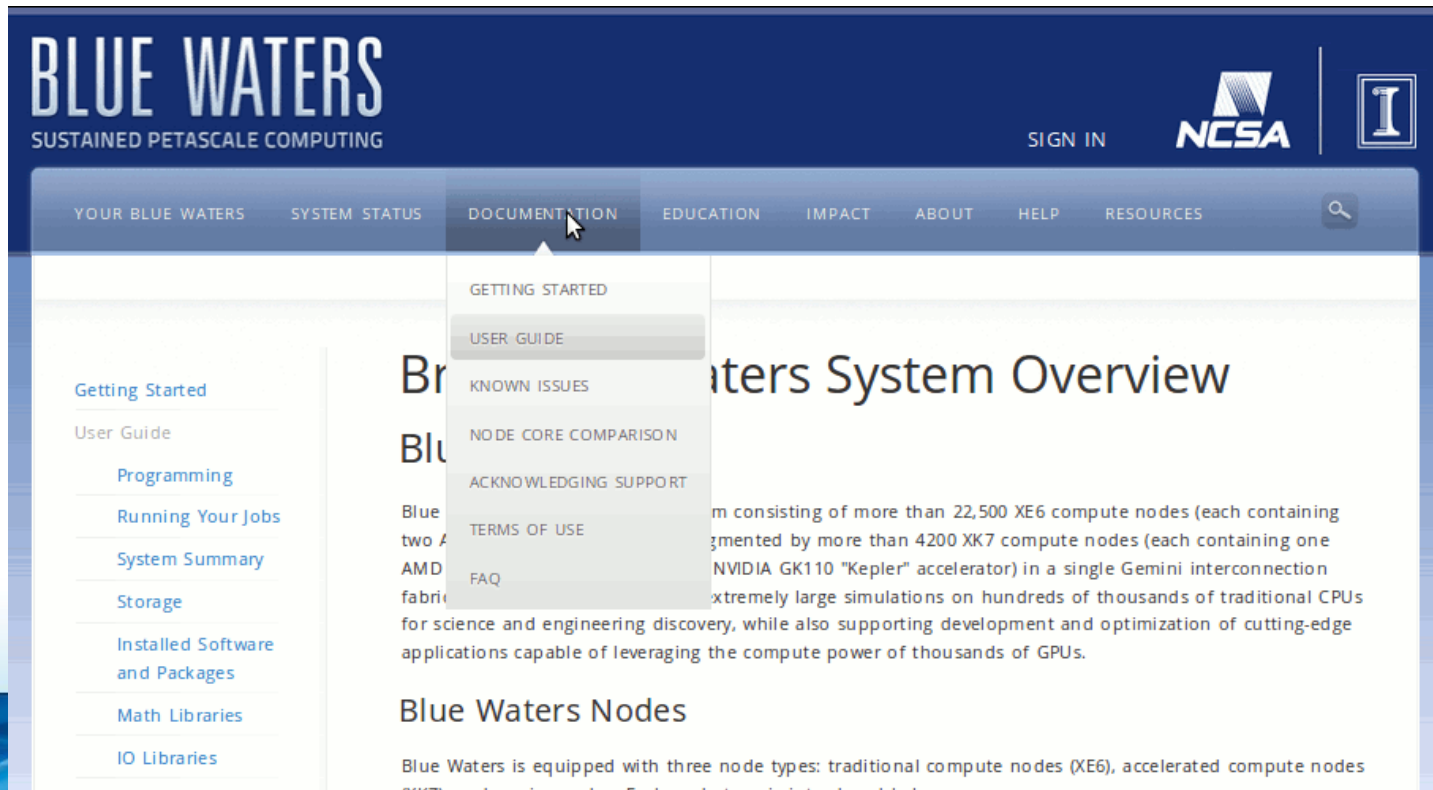 BLUE WATERS
SUSTAINED PETASCALE COMPUTING
SIGN IN
NCSA
I
YOUR BLUE WATERS SYSTEM STATUS DOCUMENTATION EDUCATION IMPACT ABOUT HELP RESOURCES
GETTING STARTED
USER GUIDE
KNOWN ISSUES
NODE CORE COMPARISON
ACKNOWLEDGING SUPPORT
TERMS OF USE
FAQ
Getting Started
User Guide
Programming
Running Your Jobs
System Summary
Storage
Installed Software
and Packages
Math Libraries
IO Libraries
System Overview
Blue consisting of more than 22,500 XE6 compute nodes (each containing
two by more than 4200 XK7 compute nodes (each containing one
AMD NVIDIA GK110 "Kepler" accelerator) in a single Gemini interconnection
large simulations on hundreds of thousands of traditional CPUs
for science and engineering discovery, while also supporting development and optimization of cutting-edge
applications capable of leveraging the compute power of thousands of GPUs.
Blue Waters Nodes
Blue Waters is equipped with three node types: traditional compute nodes (XE6), accelerated compute nodes